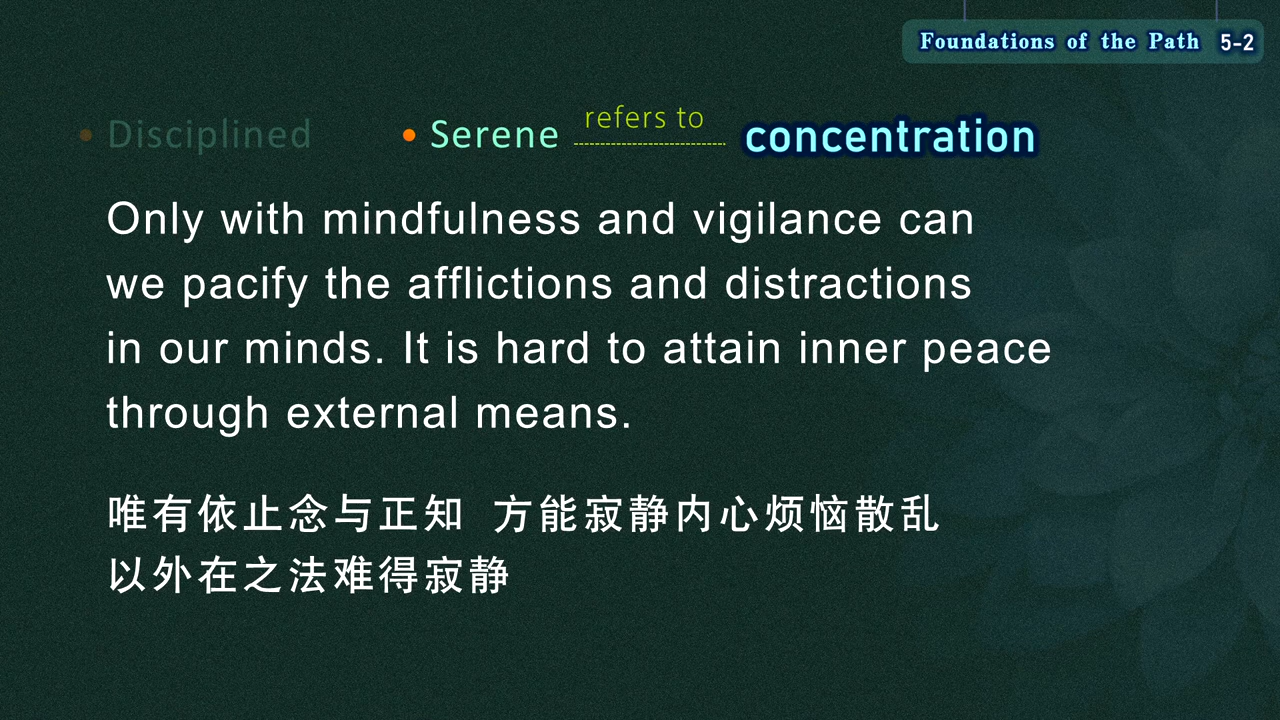 Foundations of the Path 5-2
• Disciplined • Serene refers to concentration
Only with mindfulness and vigilance can
we pacify the afflictions and distractions
in our minds. It is hard to attain inner peace
through external means.
唯有依止念与正知 方能寂静内心烦恼散乱
以外在之法难得寂静